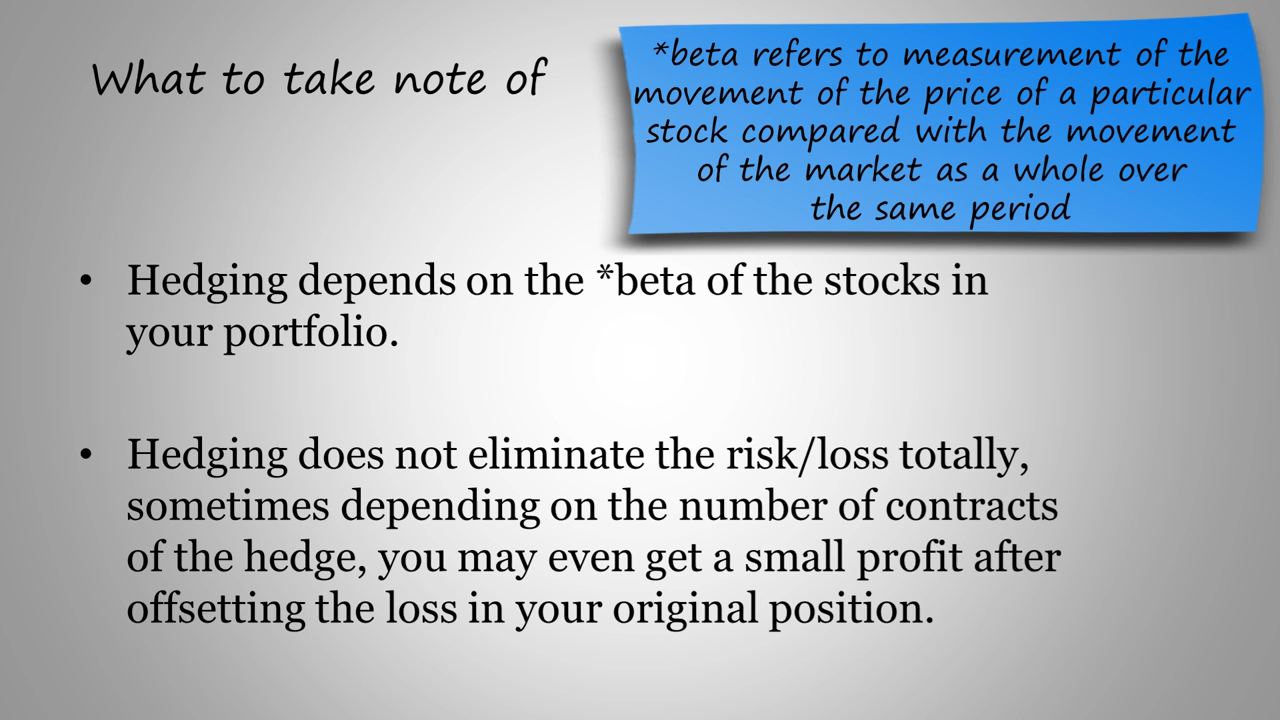 What to take note of
*beta refers to measurement of the
movement of the price of a particular
stock compared with the movement
of the market as a whole over
the same period
• Hedging depends on the *beta of the stocks in
your portfolio.
• Hedging does not eliminate the risk/loss totally,
sometimes depending on the number of contracts
of the hedge, you may even get a small profit after
offsetting the loss in your original position.